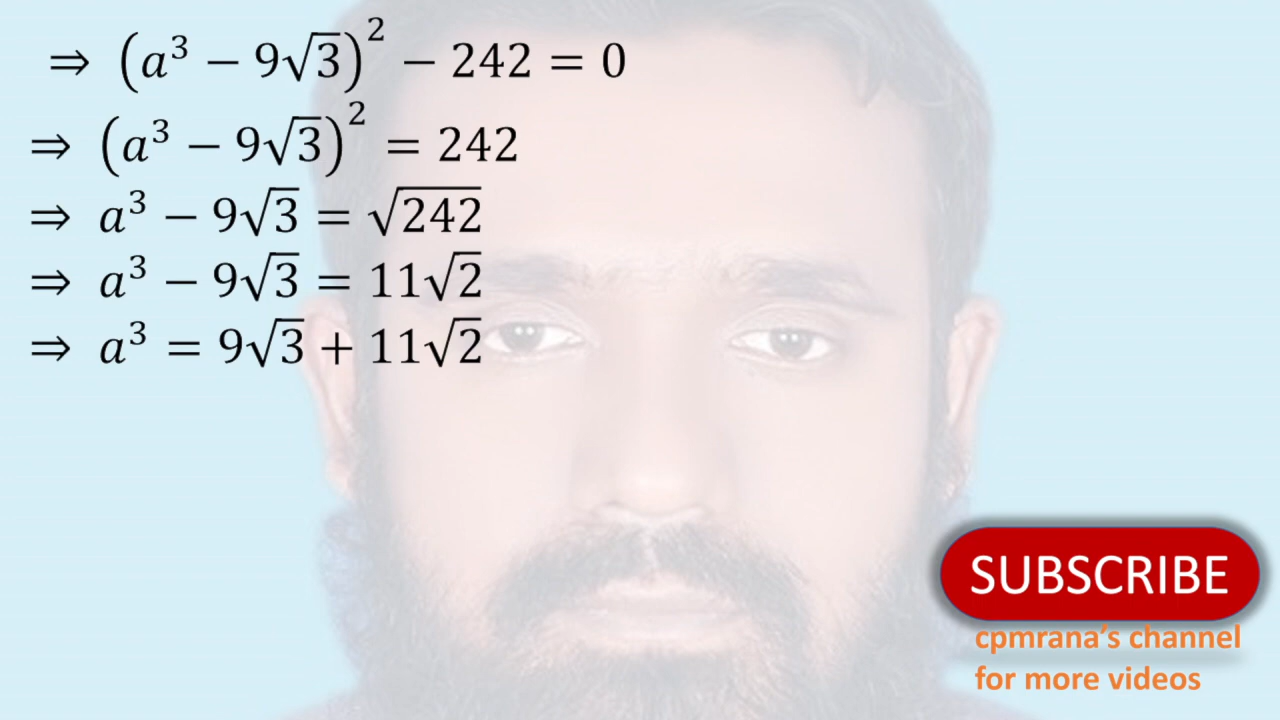 ⇒ (a³ − 9√3)² − 242 = 0
⇒ (a³ − 9√3)² = 242
⇒ a³ − 9√3 = √242
⇒ a³ − 9√3 = 11√2
⇒ a³ = 9√3 + 11√2
SUBSCRIBE
cpmrana's channel
for more videos